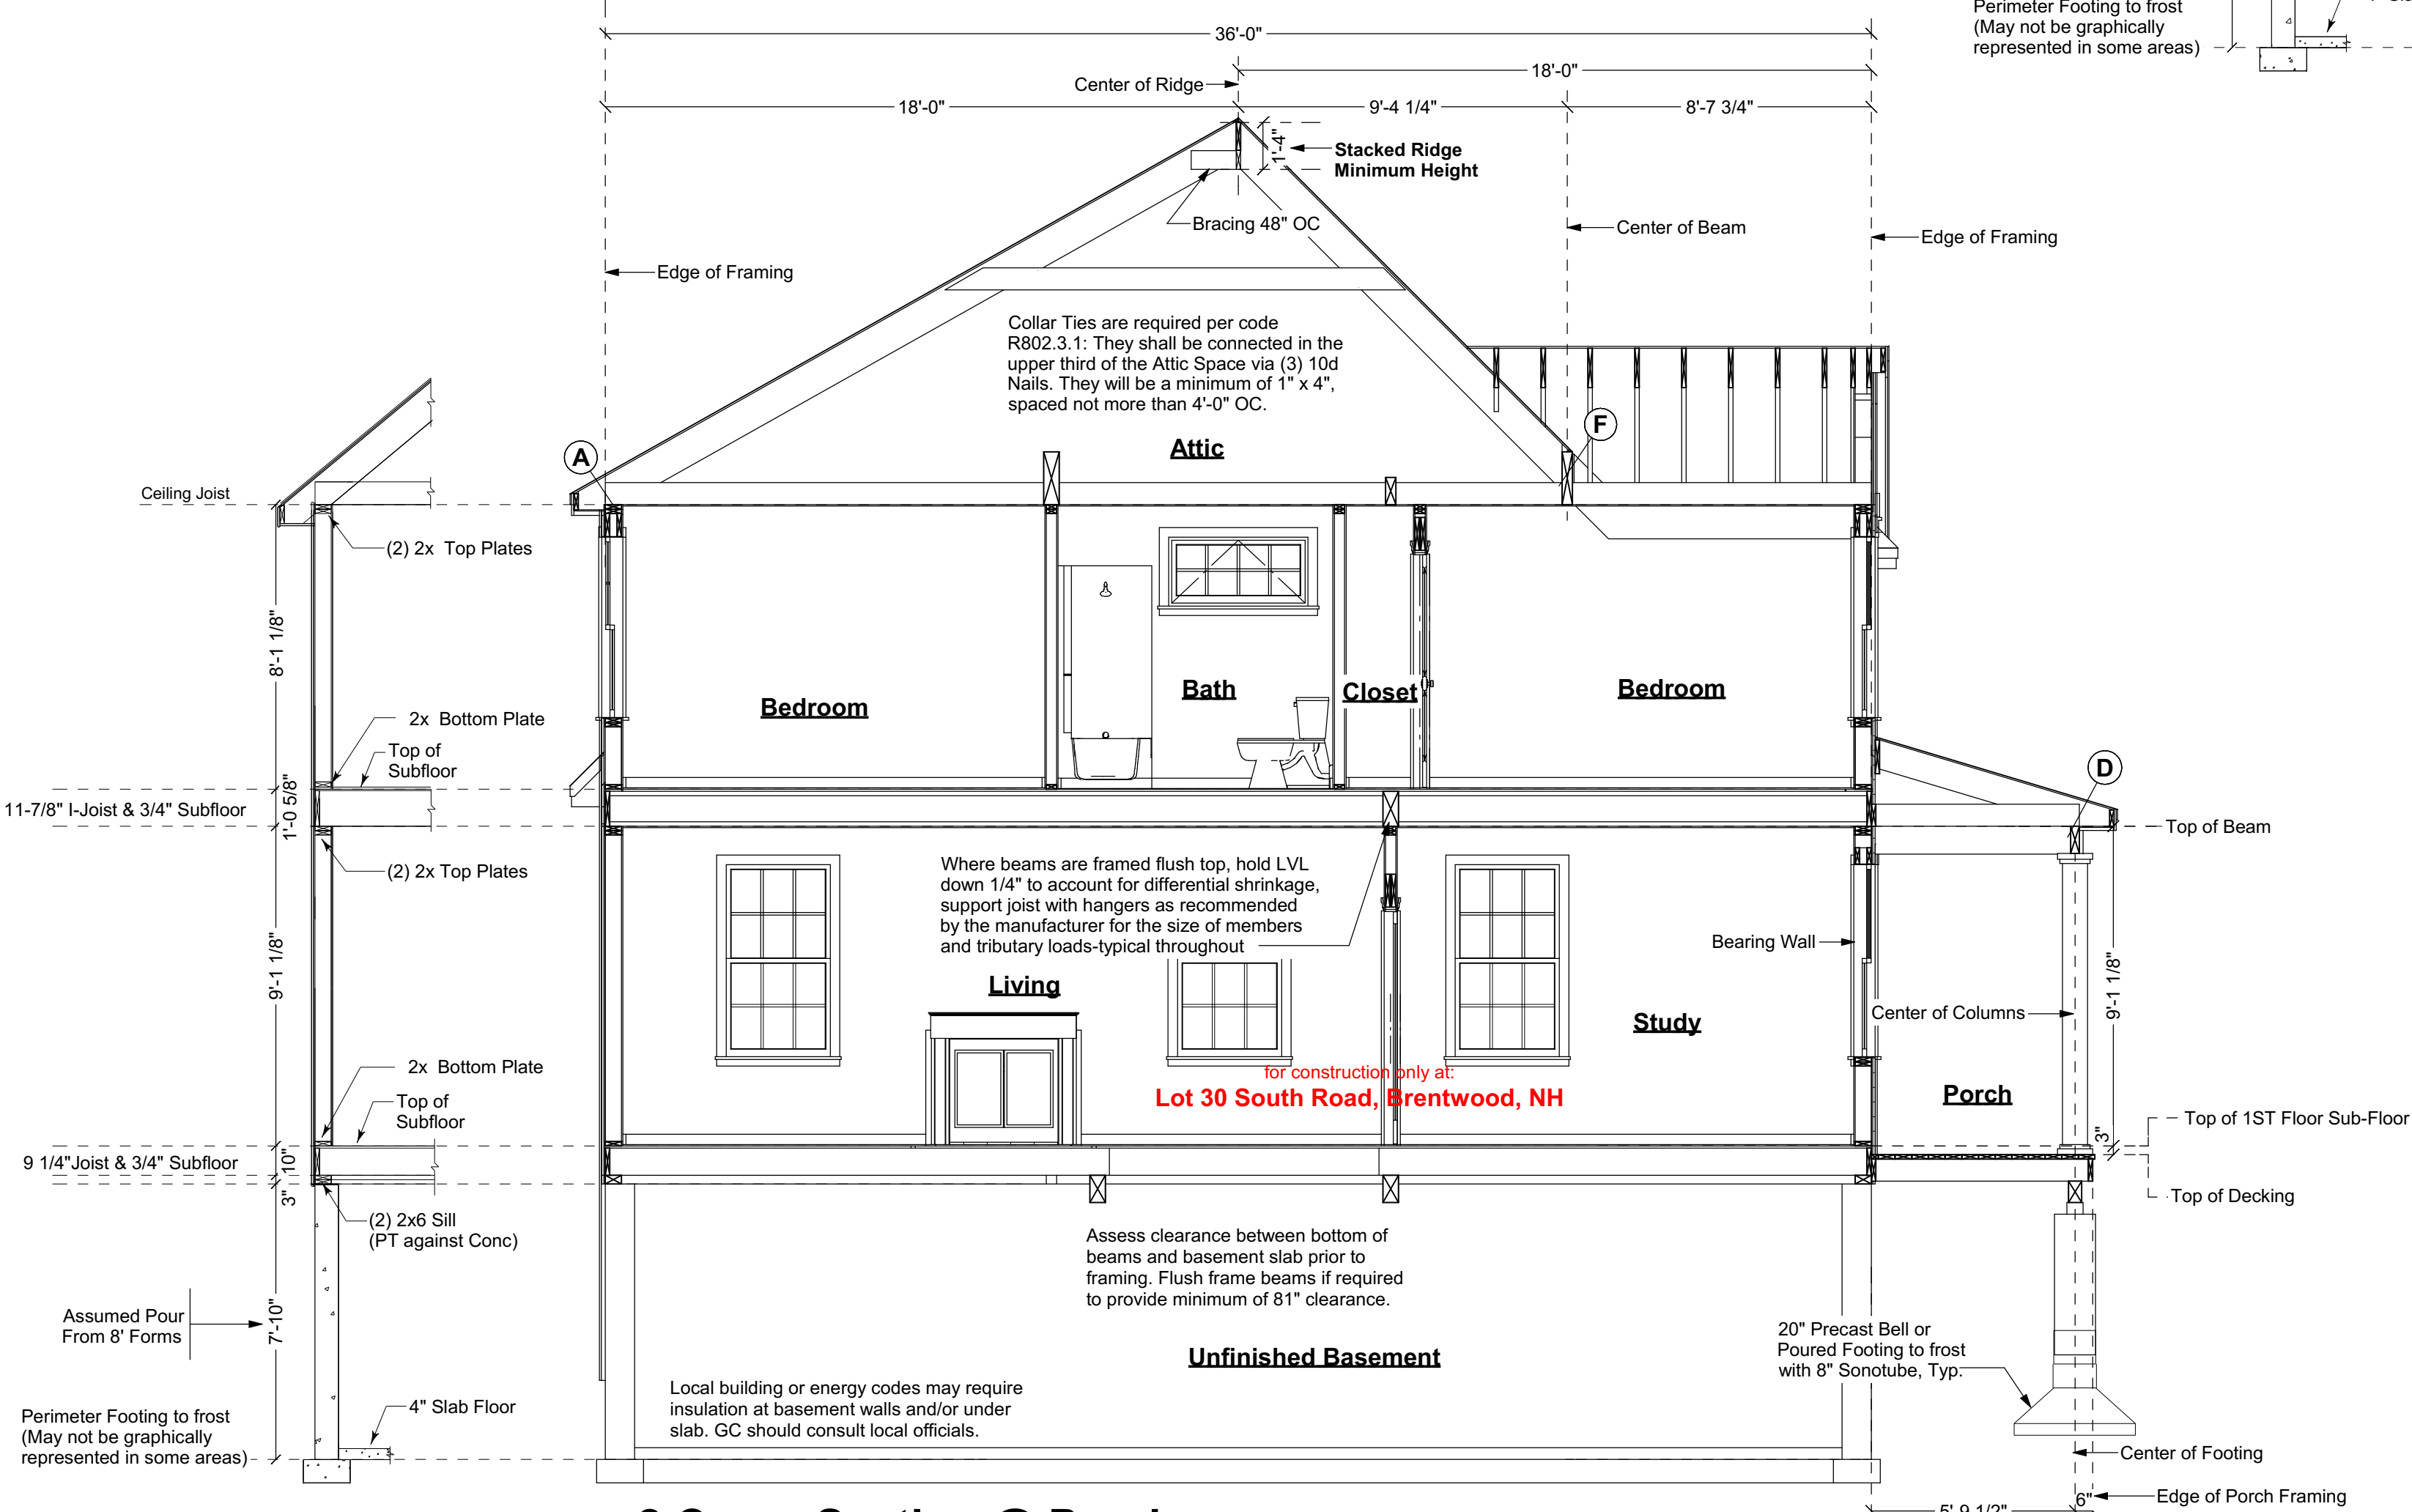 Perimeter Footing to frost
(May not be graphically
represented in some areas)
36'-0"
18'-0"
Center of Ridge
18'-0"
9'-4 1/4"
8'-7 3/4"
1'-4"
Stacked Ridge
Minimum Height
Bracing 48" OC
Center of Beam
Edge of Framing
Edge of Framing
Collar Ties are required per code
R802.3.1: They shall be connected in the
upper third of the Attic Space via (3) 10d
Nails. They will be a minimum of 1" x 4",
spaced not more than 4'-0" OC.
Attic
A
F
Ceiling Joist
(2) 2x Top Plates
8'-1 1/8"
Bedroom
Bath
Closet
Bedroom
2x Bottom Plate
Top of
Subfloor
11-7/8" I-Joist & 3/4" Subfloor
1'-0 5/8"
D
Top of Beam
(2) 2x Top Plates
Where beams are framed flush top, hold LVL
down 1/4" to account for differential shrinkage,
support joist with hangers as recommended
by the manufacturer for the size of members
and tributary loads-typical throughout
Bearing Wall
9'-1 1/8"
9'-1 1/8"
Living
Study
Center of Columns
for construction only at:
Lot 30 South Road, Brentwood, NH
Porch
2x Bottom Plate
Top of
Subfloor
Top of 1ST Floor Sub-Floor
3"
9 1/4"Joist & 3/4" Subfloor
10"
3"
Top of Decking
(2) 2x6 Sill
(PT against Conc)
Assess clearance between bottom of
beams and basement slab prior to
framing. Flush frame beams if required
to provide minimum of 81" clearance.
Assumed Pour
From 8' Forms
7'-10"
Unfinished Basement
20" Precast Bell or
Poured Footing to frost
with 8" Sonotube, Typ.
Local building or energy codes may require
insulation at basement walls and/or under
slab. GC should consult local officials.
4" Slab Floor
Perimeter Footing to frost
(May not be graphically
represented in some areas)
Center of Footing
6"
Edge of Porch Framing
5'-9 1/2"